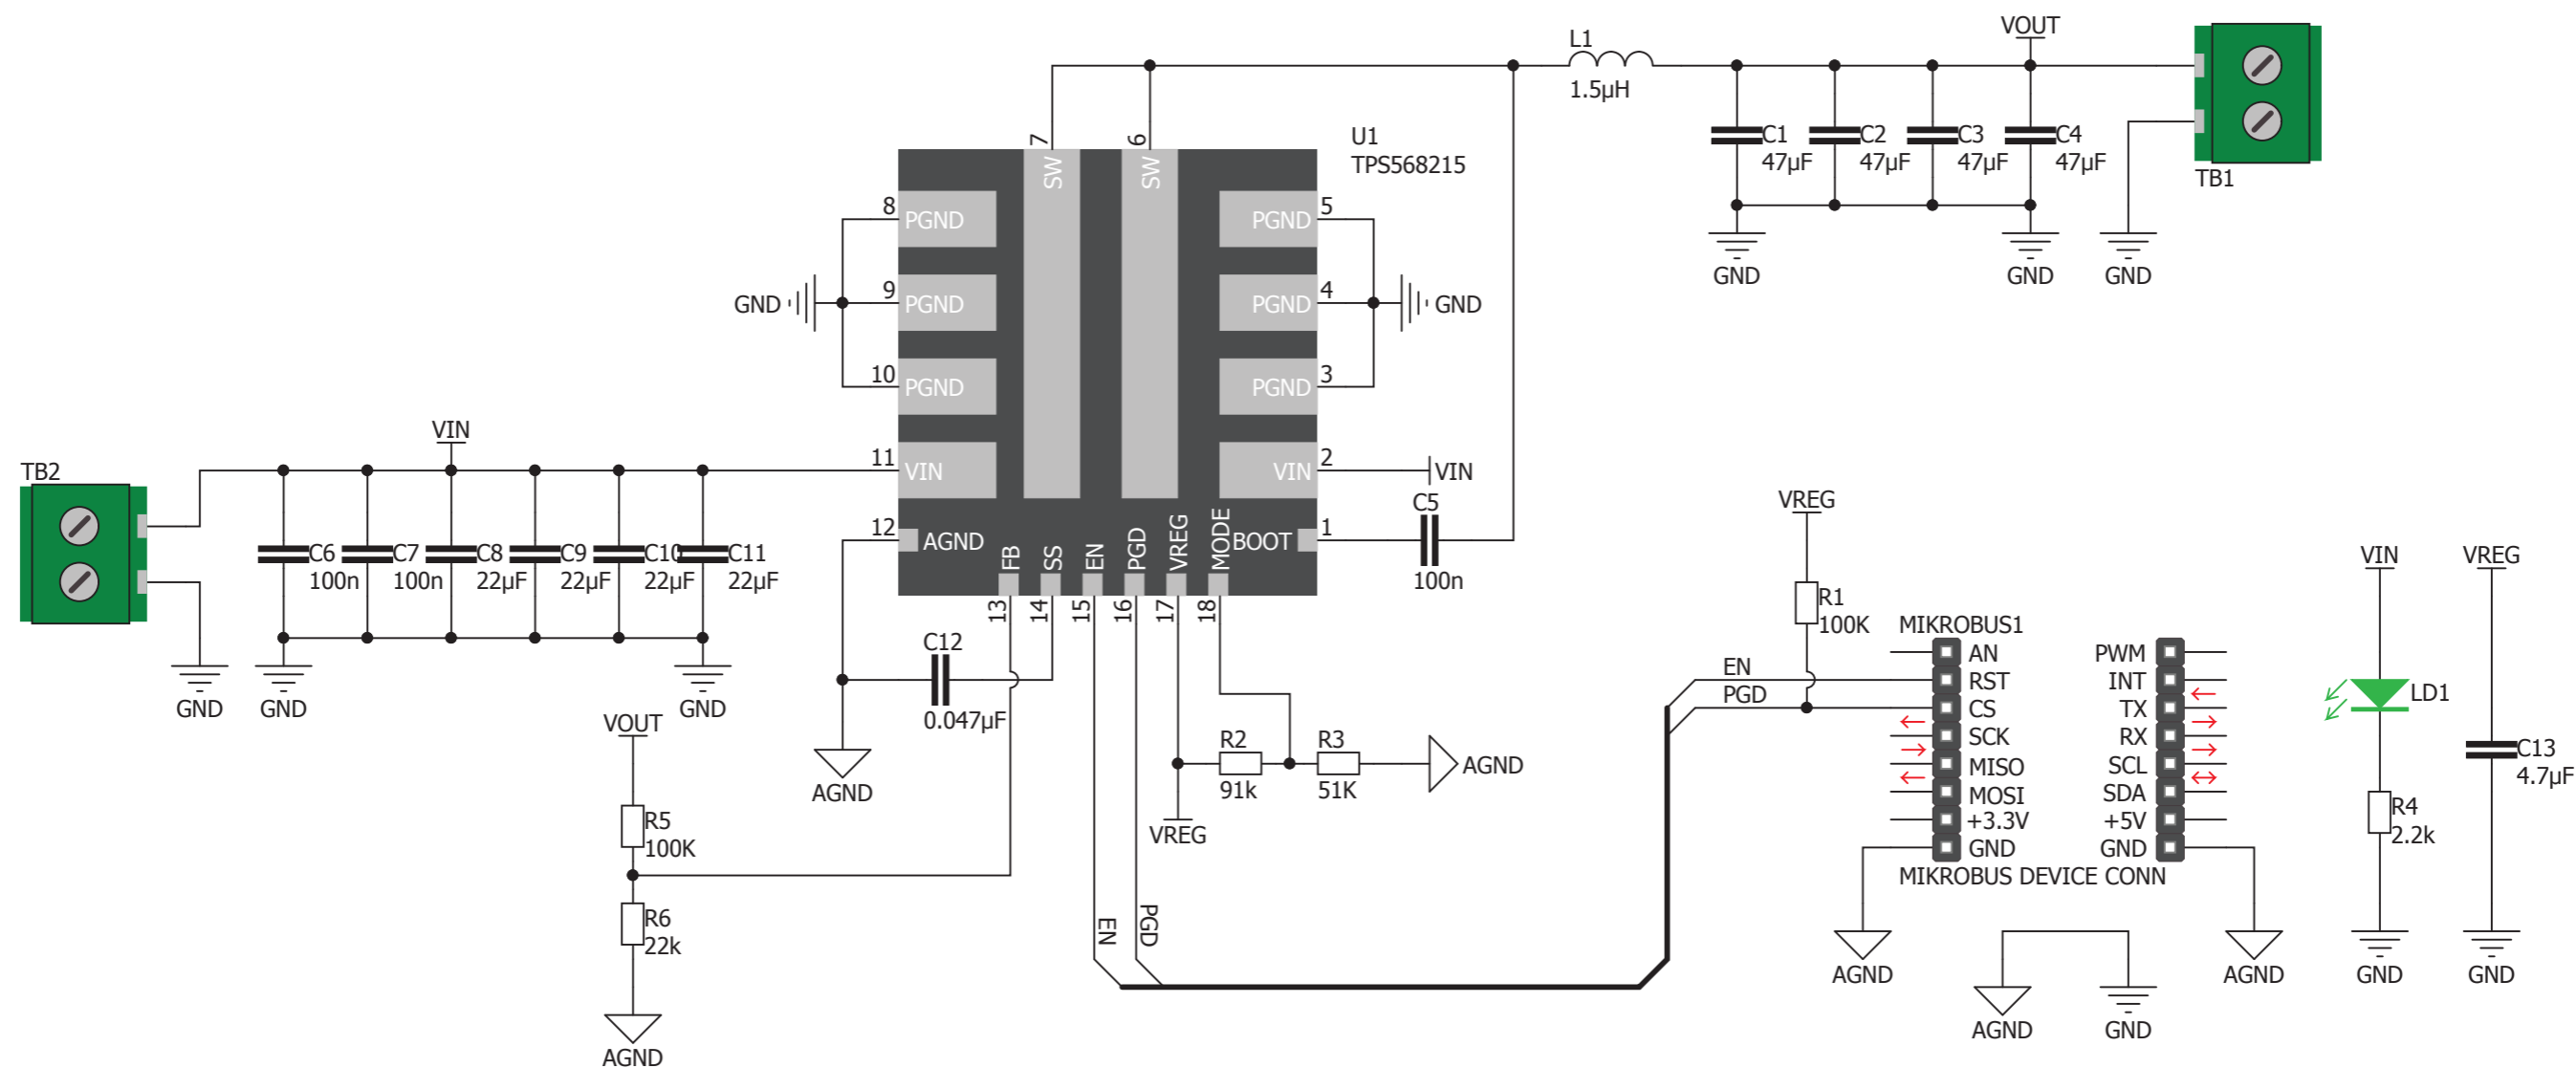 VOUT
L1
1.5µH
C1
47µF
C2
47µF
C3
47µF
C4
47µF
TB1
GND
GND
GND
U1
TPS568215
7
SW
6
SW
8
PGND
9
PGND
10
PGND
GND
5
PGND
4
PGND
3
PGND
GND
11
VIN
2
VIN
VIN
12
AGND
1
BOOT
C5
100n
FB
SS
EN
PGD
VREG
MODE
13
14
15
16
17
18
VIN
TB2
C6
100n
C7
100n
C8
22µF
C9
22µF
C10
22µF
C11
22µF
GND
GND
GND
C12
0.047µF
AGND
VOUT
R5
100K
R6
22k
AGND
R2
91k
R3
51K
AGND
VREG
EN
PGD
VREG
R1
100K
EN
PGD
MIKROBUS1
AN
RST
CS
SCK
MISO
MOSI
+3.3V
GND
PWM
INT
TX
RX
SCL
SDA
+5V
GND
MIKROBUS DEVICE CONN
AGND
AGND
AGND
GND
VIN
LD1
R4
2.2k
GND
VREG
C13
4.7µF
GND